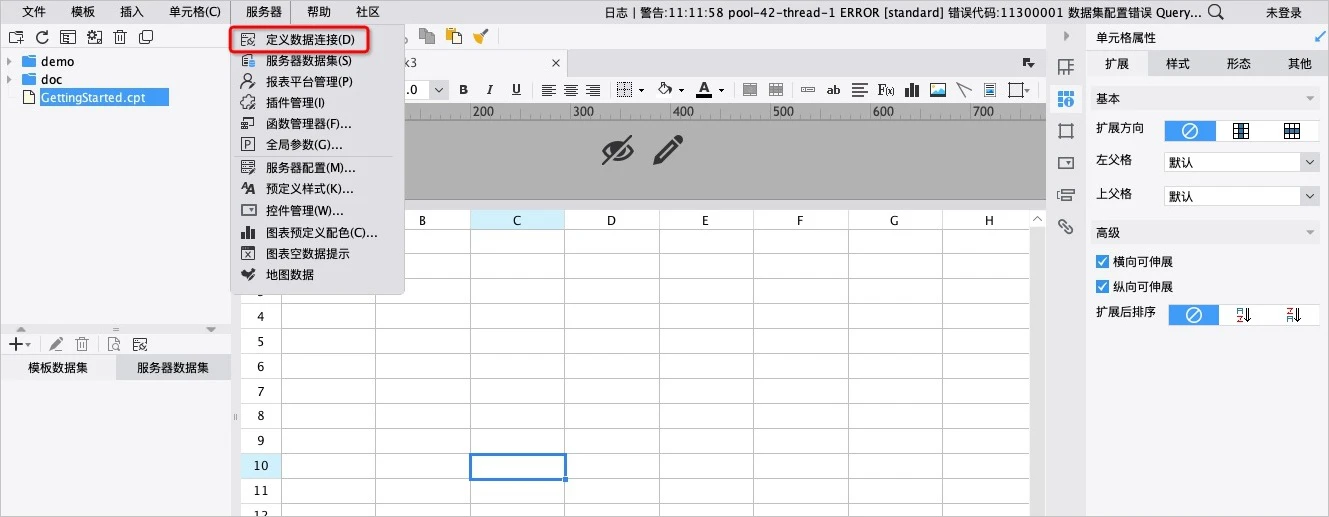 文件 模板 插入 单元格(C) 服务器 帮助 社区 日志 | 警告:11:11:58 pool-42-thread-1 ERROR [standard] 错误代码:11300001 数据集配置错误 Query... 未登录
定义数据连接(D)
服务器数据集(S)
报表平台管理(P)
插件管理(I)
函数管理器(F)...
全局参数(G)...
服务器配置(M)...
预定义样式(K)...
控件管理(W)...
图表预定义配色(C)...
图表空数据提示
地图数据
demo
doc
GettingStarted.cpt
模板数据集 服务器数据集
k3
.0 B I U ab F(x)
200 300 400 500 600 700
B C D E F G H
4
5
6
7
8
9
10
11
12
单元格属性
扩展 样式 形态 其他
基本
扩展方向
左父格 默认
上父格 默认
高级
横向可伸展
纵向可伸展
扩展后排序